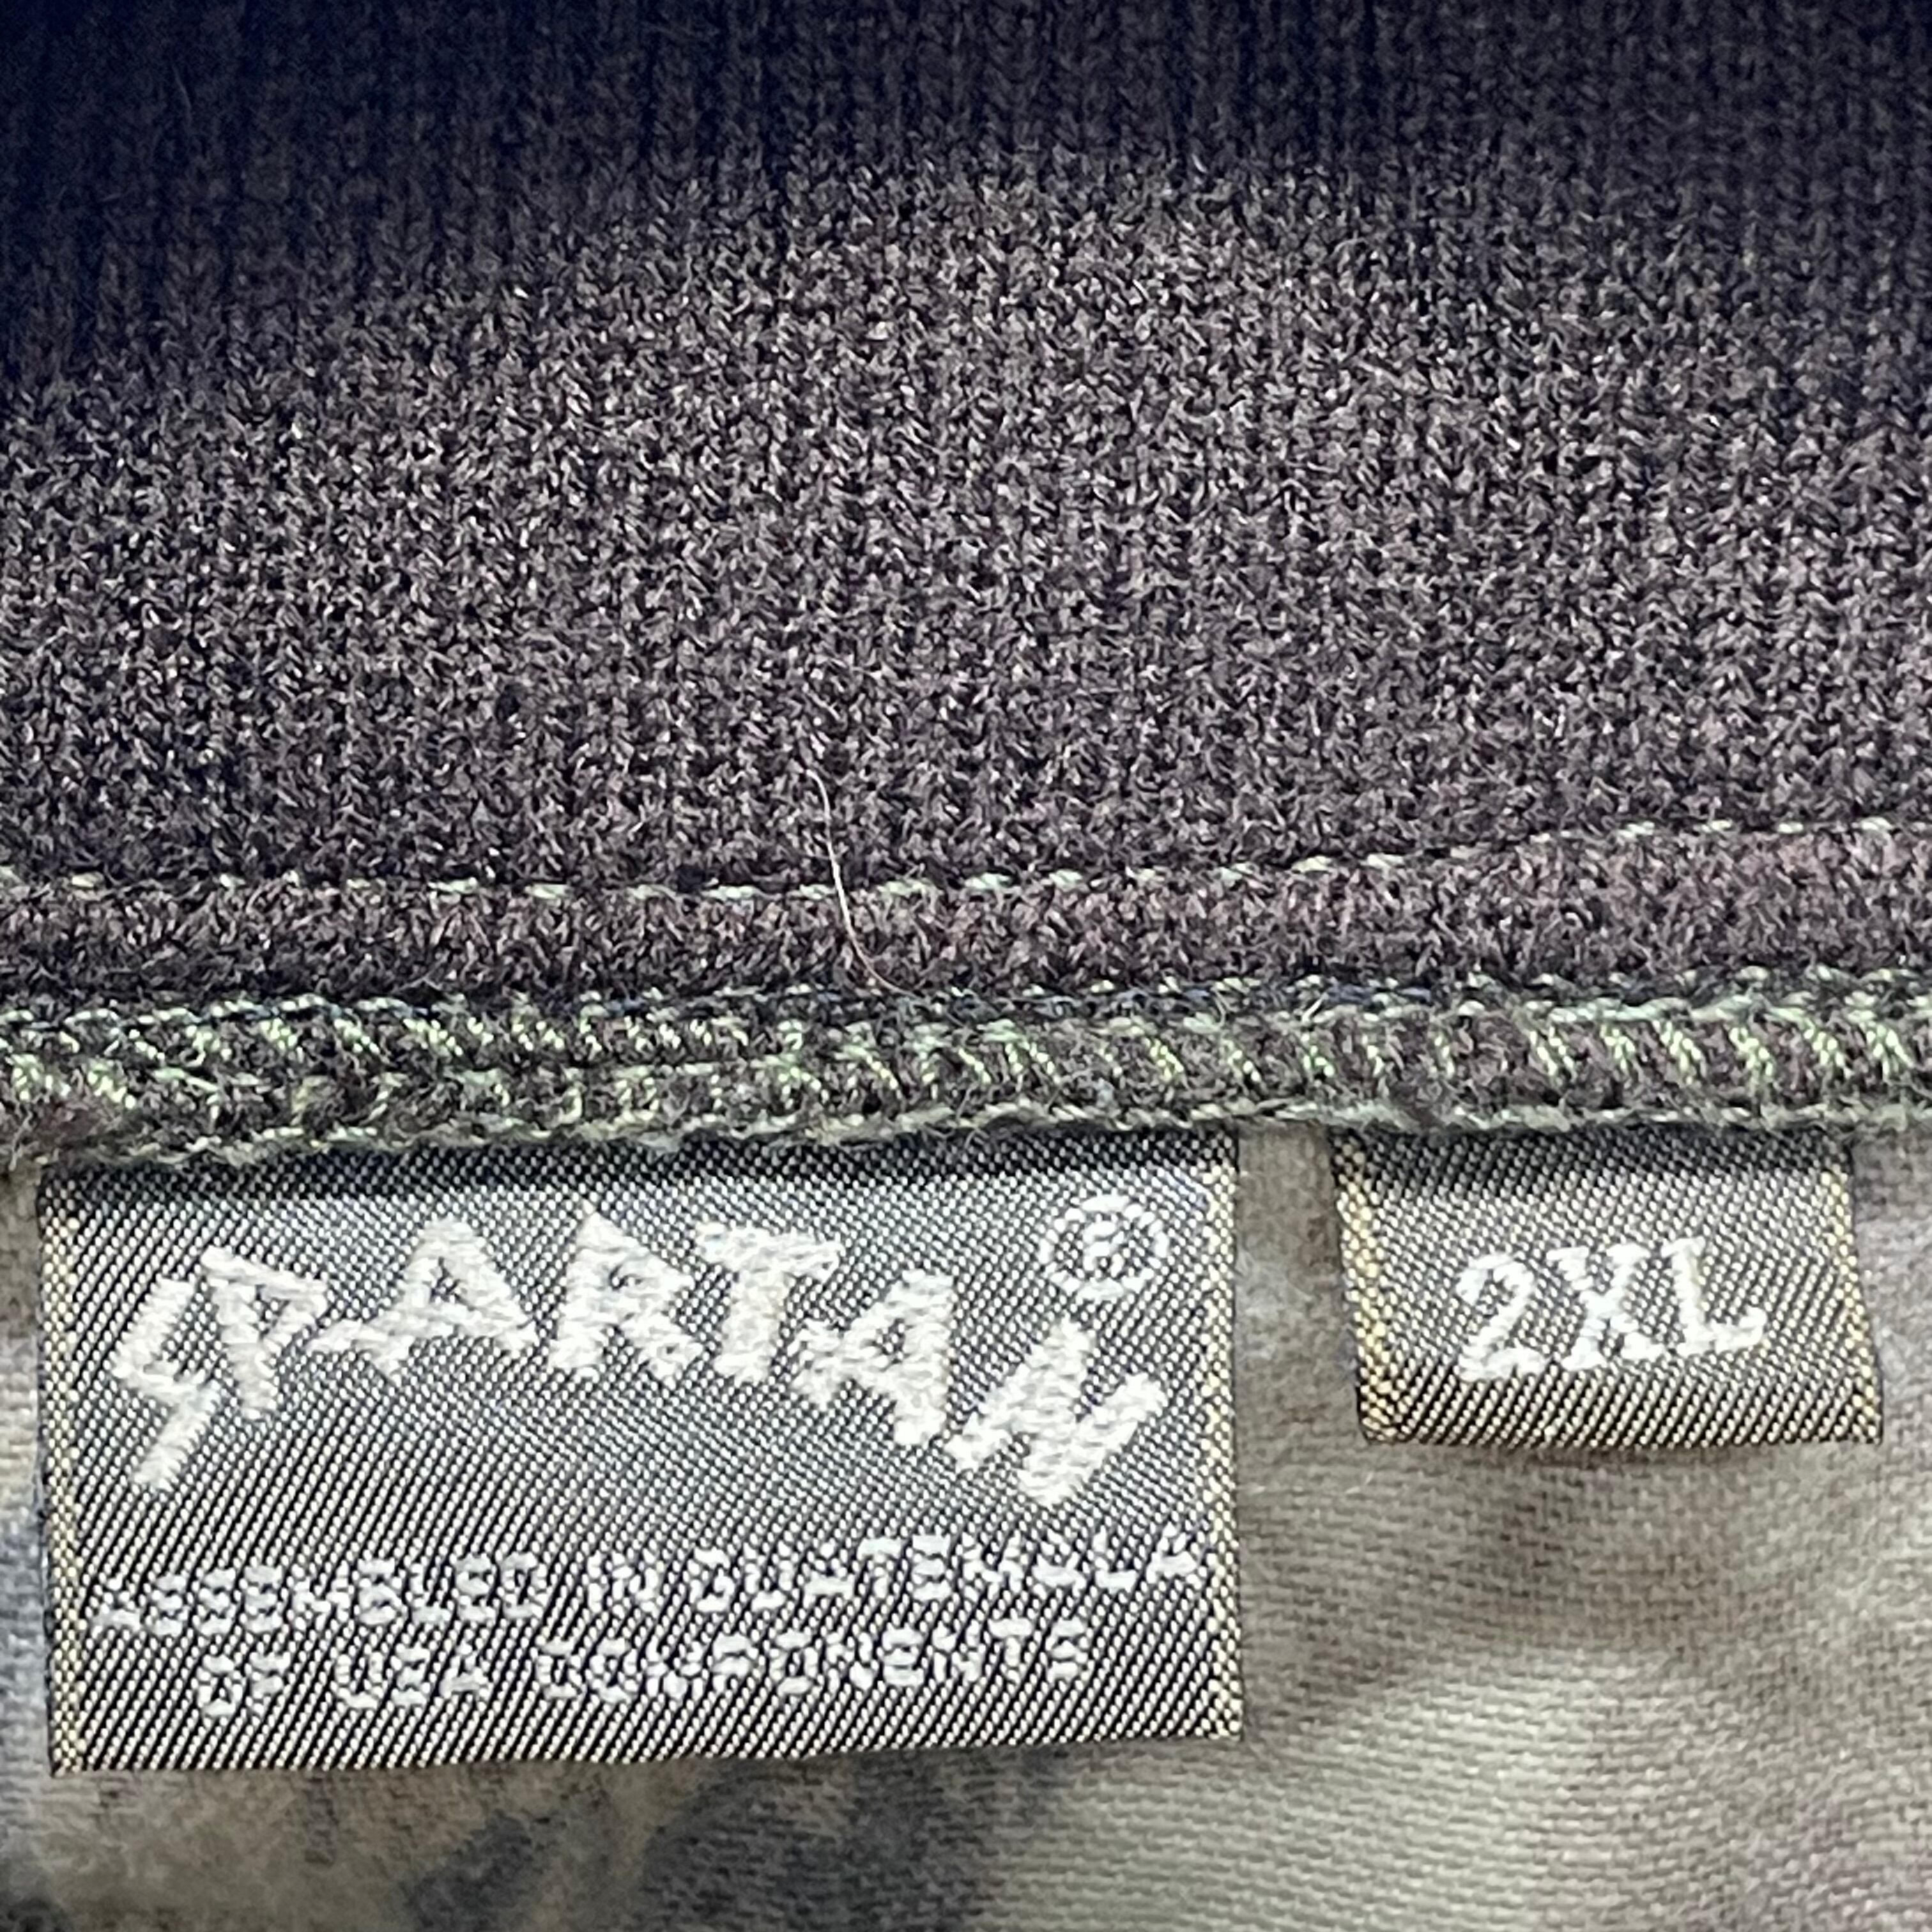 SPARTAN®
2XL
ASSEMBLED IN GUATEMALA
OF USA COMPONENTS